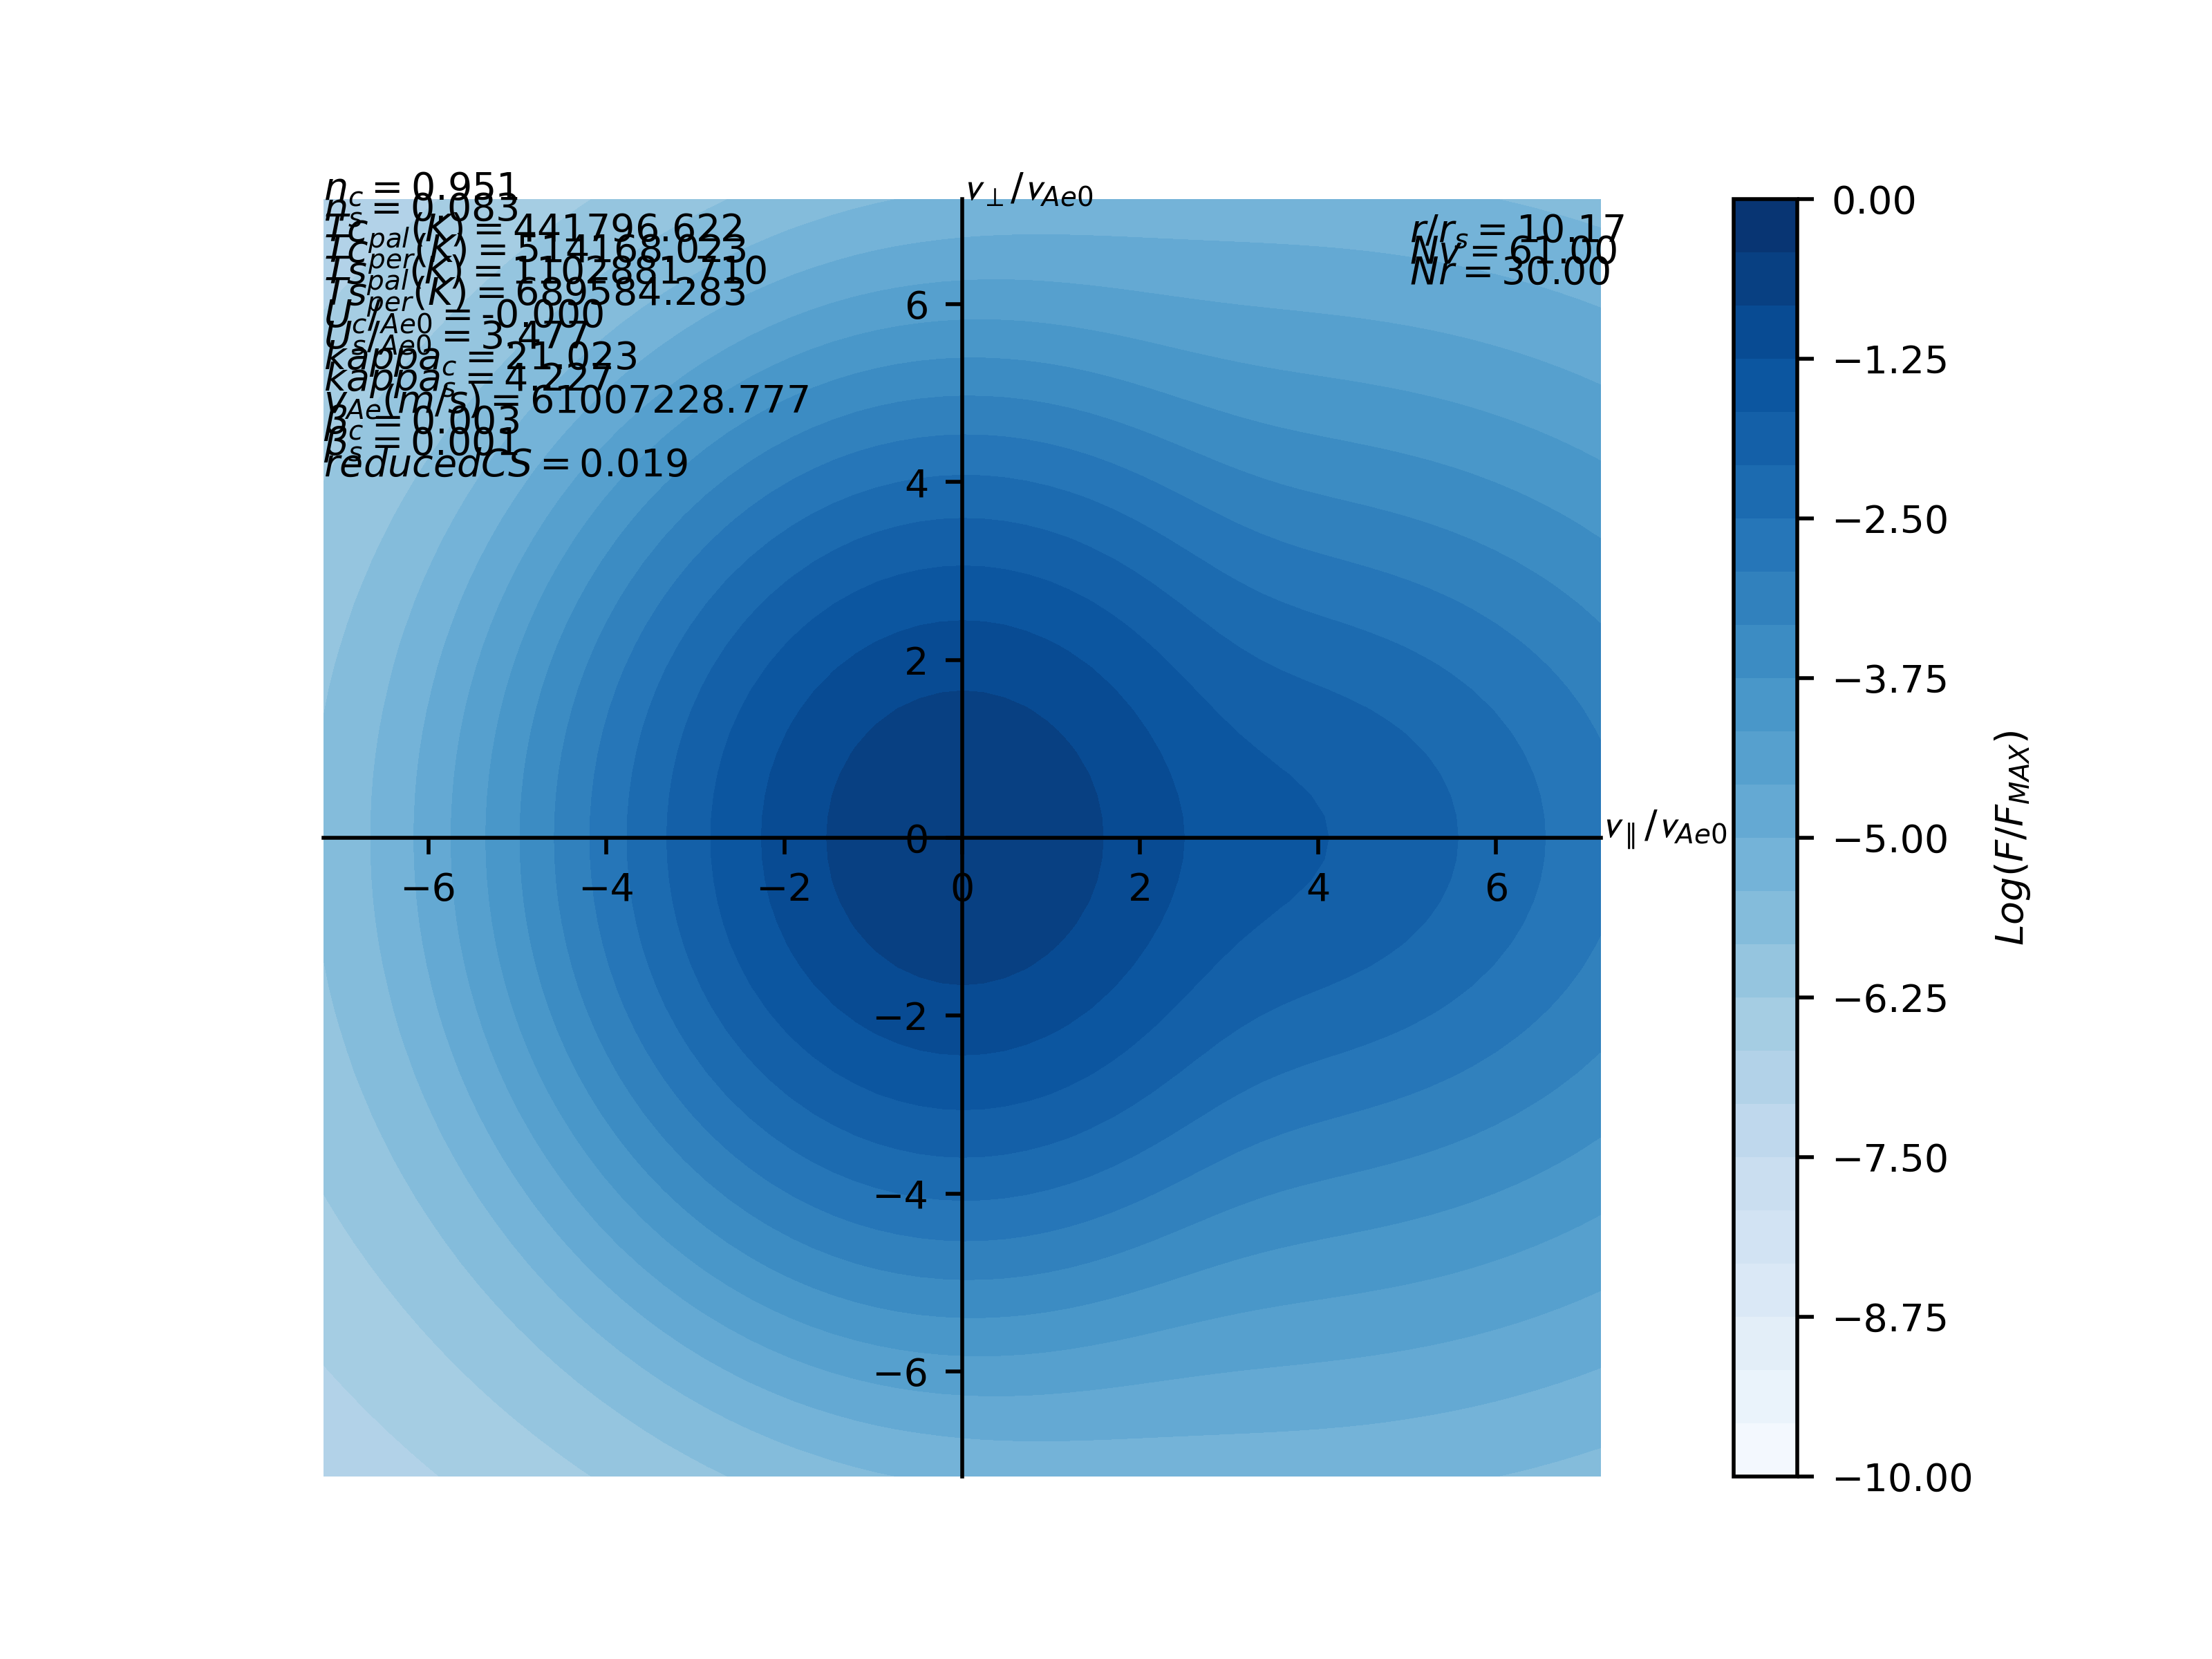 n_c = 0.951
n_s = 0.083
Tc_pal(K) = 441796.622
Tc_per(K) = 514168.023
Ts_pal(K) = 1102881.710
Ts_per(K) = 689584.283
U_c/Ae0 = -0.000
U_s/Ae0 = 3.477
kappa_c = 21.023
kappa_s = 4.227
v_Ae(m/s) = 61007228.777
β_c = 0.003
β_s = 0.001
reducedCS = 0.019
v_⊥/v_Ae0
r/r_s = 10.17
Nv = 61.00
Nr = 30.00
6
4
2
0
−2
−4
−6
−6 −4 −2 0 2 4 6
v_∥/v_Ae0
0.00
−1.25
−2.50
−3.75
−5.00
−6.25
−7.50
−8.75
−10.00
Log(F/F_MAX)